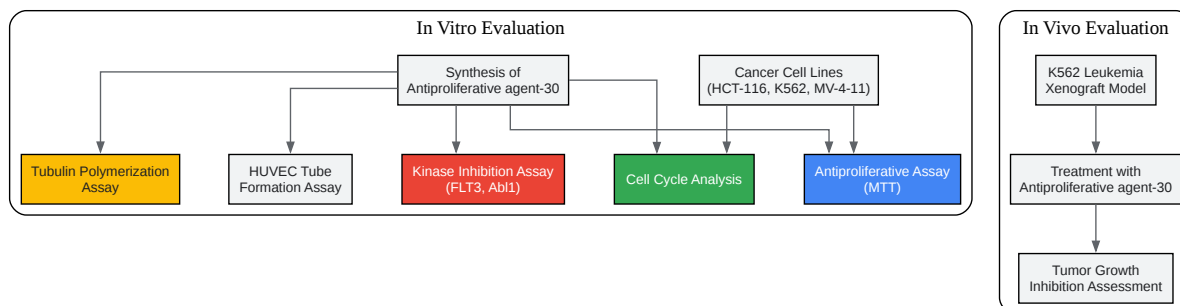 In Vitro Evaluation
Synthesis of
Antiproliferative agent-30
Cancer Cell Lines
(HCT-116, K562, MV-4-11)
Tubulin Polymerization
Assay
HUVEC Tube
Formation Assay
Kinase Inhibition Assay
(FLT3, Abl1)
Cell Cycle Analysis
Antiproliferative Assay
(MTT)
In Vivo Evaluation
K562 Leukemia
Xenograft Model
Treatment with
Antiproliferative agent-30
Tumor Growth
Inhibition Assessment